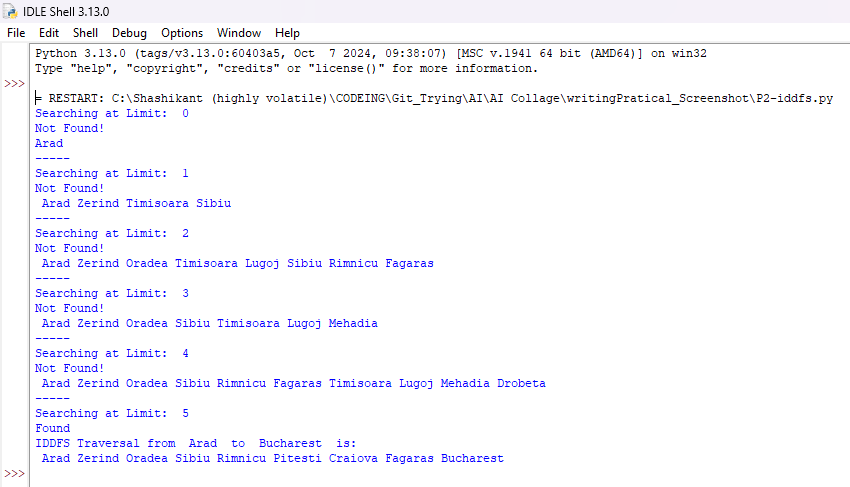 IDLE Shell 3.13.0
File Edit Shell Debug Options Window Help
Python 3.13.0 (tags/v3.13.0:60403a5, Oct  7 2024, 09:38:07) [MSC v.1941 64 bit (AMD64)] on win32
Type "help", "copyright", "credits" or "license()" for more information.
>>>
= RESTART: C:\Shashikant (highly volatile)\CODEING\Git_Trying\AI\AI Collage\writingPratical_Screenshot\P2-iddfs.py
Searching at Limit:  0
Not Found!
Arad
-----
Searching at Limit:  1
Not Found!
 Arad Zerind Timisoara Sibiu
-----
Searching at Limit:  2
Not Found!
 Arad Zerind Oradea Timisoara Lugoj Sibiu Rimnicu Fagaras
-----
Searching at Limit:  3
Not Found!
 Arad Zerind Oradea Sibiu Timisoara Lugoj Mehadia
-----
Searching at Limit:  4
Not Found!
 Arad Zerind Oradea Sibiu Rimnicu Fagaras Timisoara Lugoj Mehadia Drobeta
-----
Searching at Limit:  5
Found
IDDFS Traversal from  Arad  to  Bucharest  is:
 Arad Zerind Oradea Sibiu Rimnicu Pitesti Craiova Fagaras Bucharest
>>>